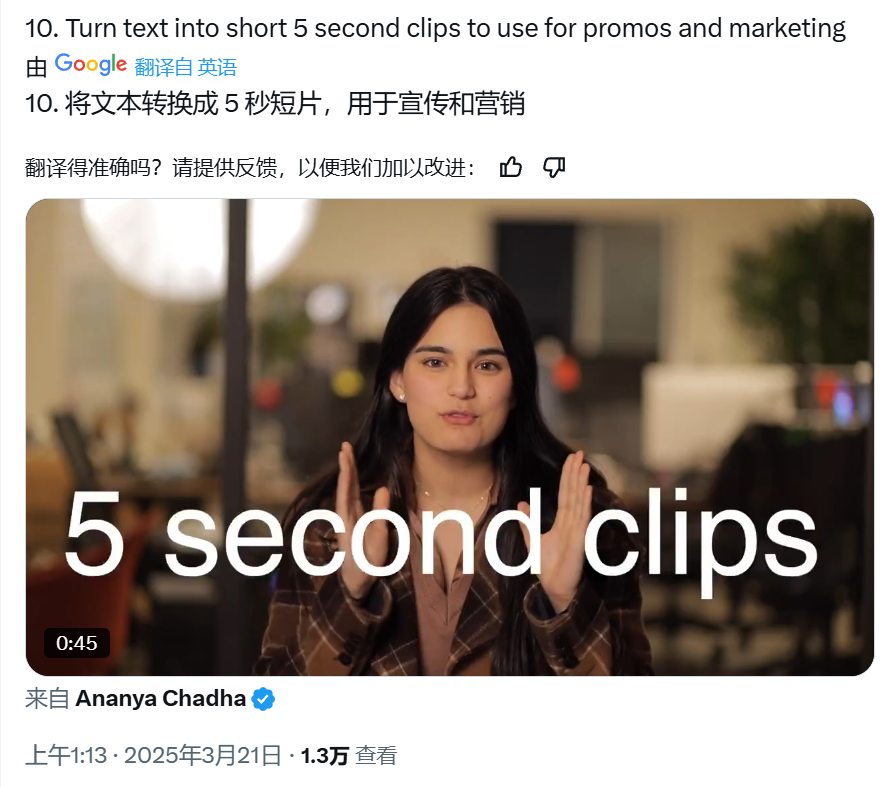 10. Turn text into short 5 second clips to use for promos and marketing
由 Google 翻译自 英语
10. 将文本转换成 5 秒短片，用于宣传和营销
翻译得准确吗？请提供反馈，以便我们加以改进：
5 second clips
0:45
来自 Ananya Chadha
上午1:13 · 2025年3月21日 · 1.3万 查看